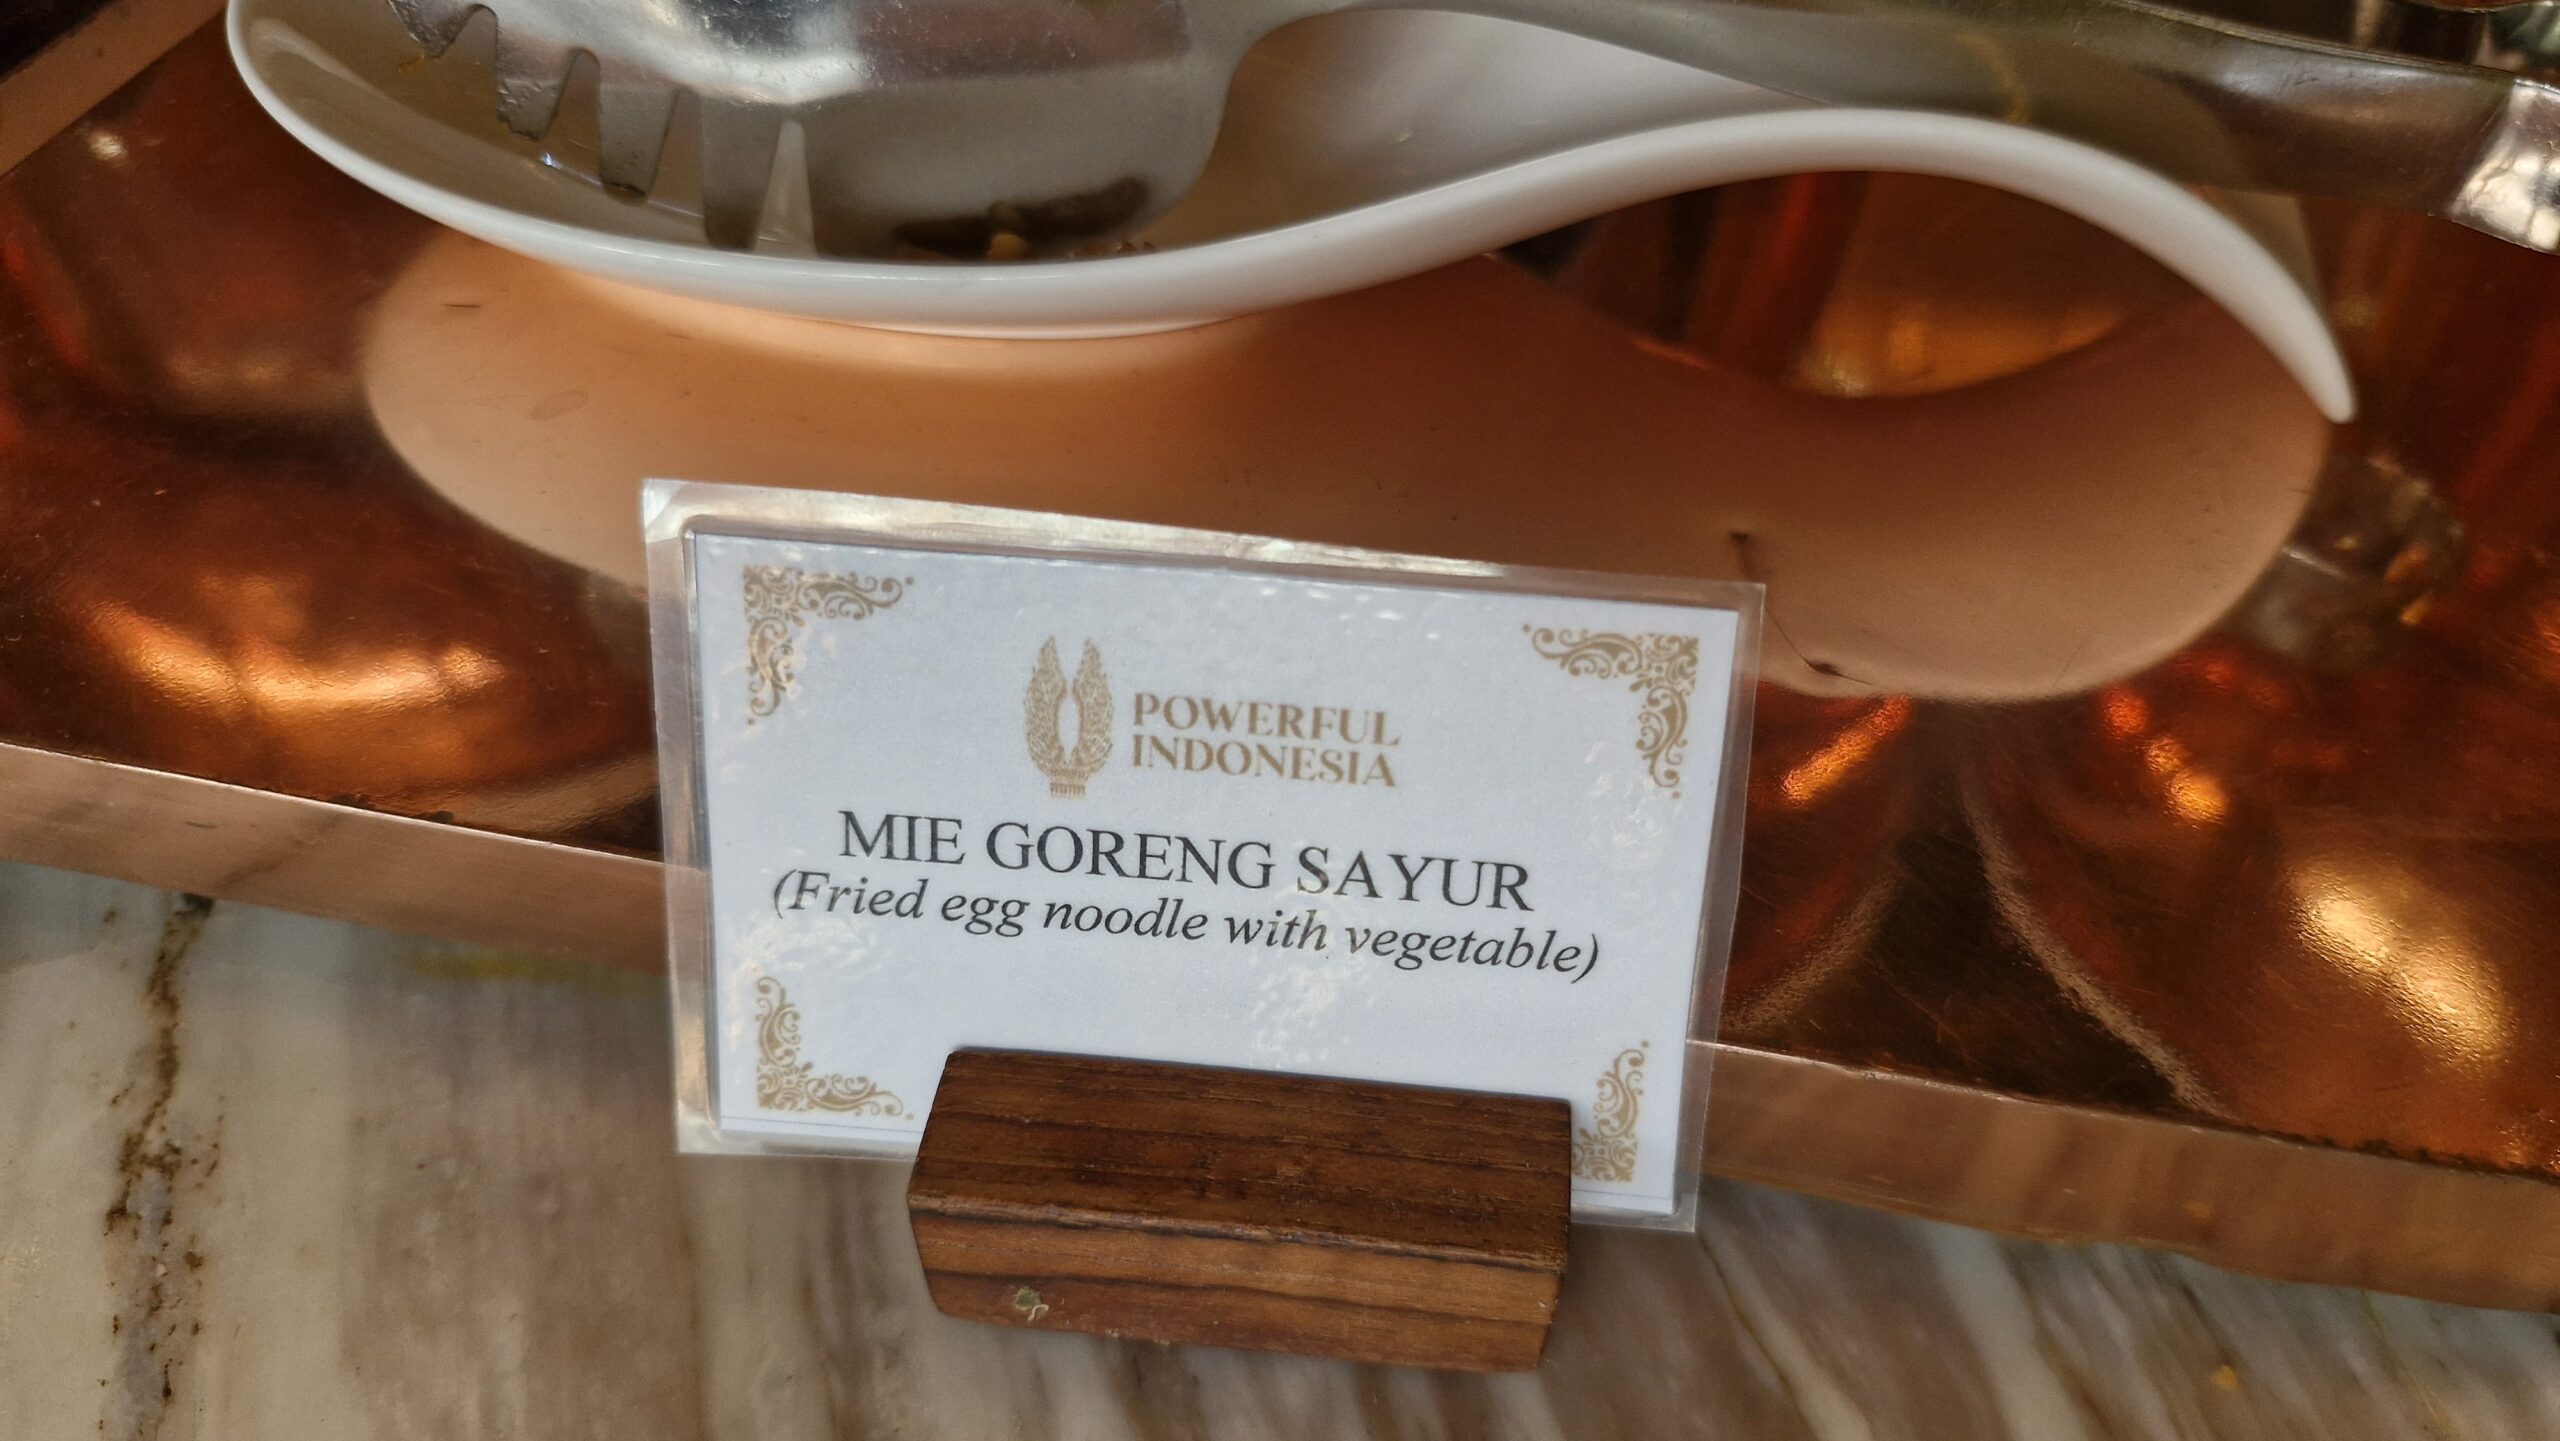 POWERFUL
INDONESIA
MIE GORENG SAYUR
(Fried egg noodle with vegetable)